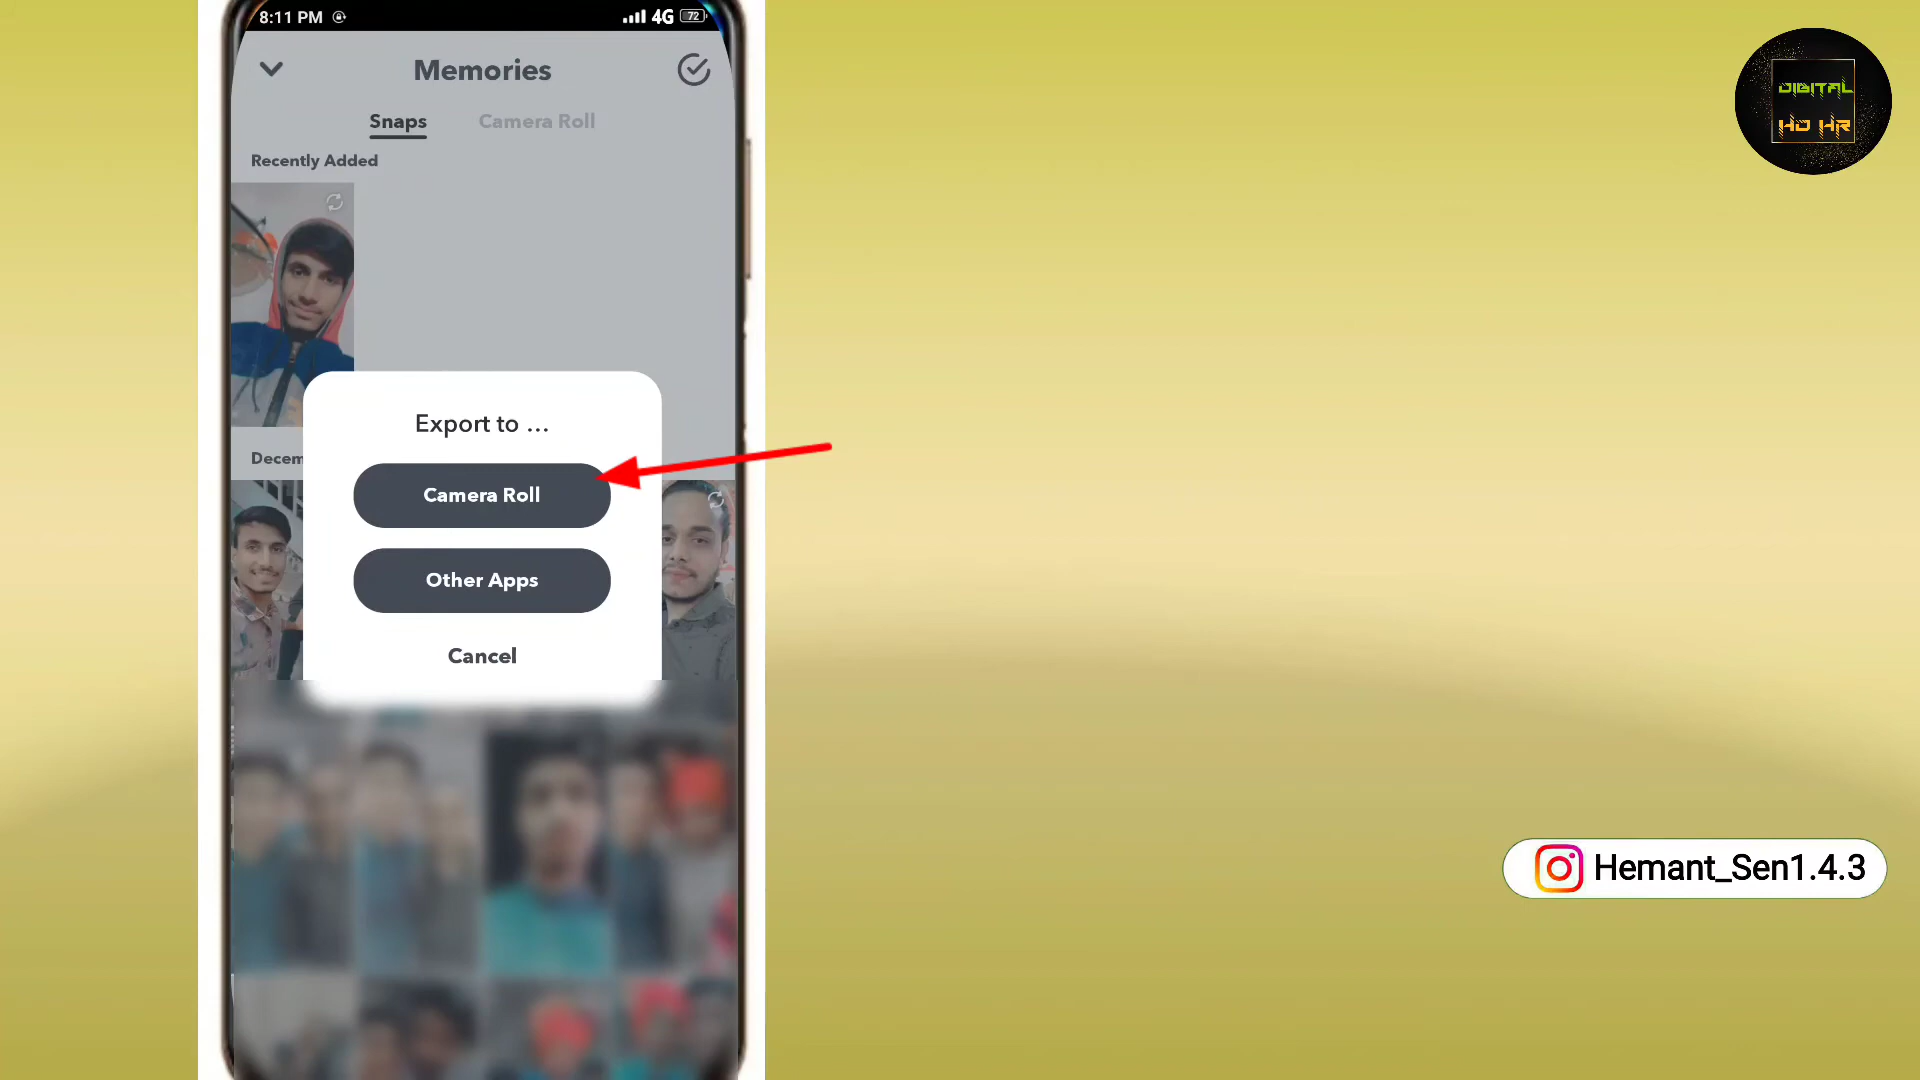 8:11 PM
4G
72
Memories
Snaps
Camera Roll
Recently Added
Decem
Export to ...
Camera Roll
Other Apps
Cancel
DIGITAL
HD HR
Hemant_Sen1.4.3